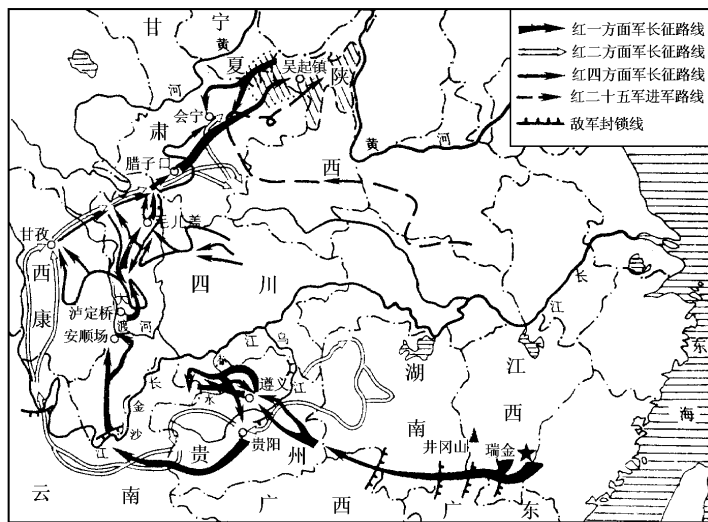 甘
宁
黄
河
夏
吴起镇
陕
肃
会宁
西
黄
河
腊子口
毛儿盖
甘孜
西
康
四
川
大
渡
河
泸定桥
安顺场
长
江
乌
江
赤
水
遵义
金
沙
江
贵阳
贵
州
湖
南
江
西
井冈山
瑞金
长
江
东
海
云
南
广
西
广
东
红一方面军长征路线
红二方面军长征路线
红四方面军长征路线
红二十五军进军路线
敌军封锁线